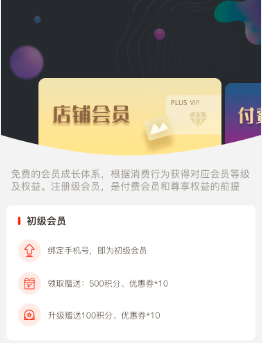 店铺会员
PLUS VIP
付费
免费的会员成长体系，根据消费行为获得对应会员等级
及权益。注册级会员，是付费会员和尊享权益的前提
初级会员
绑定手机号，即为初级会员
领取赠送：500积分、优惠券*10
升级赠送100积分、优惠券*10